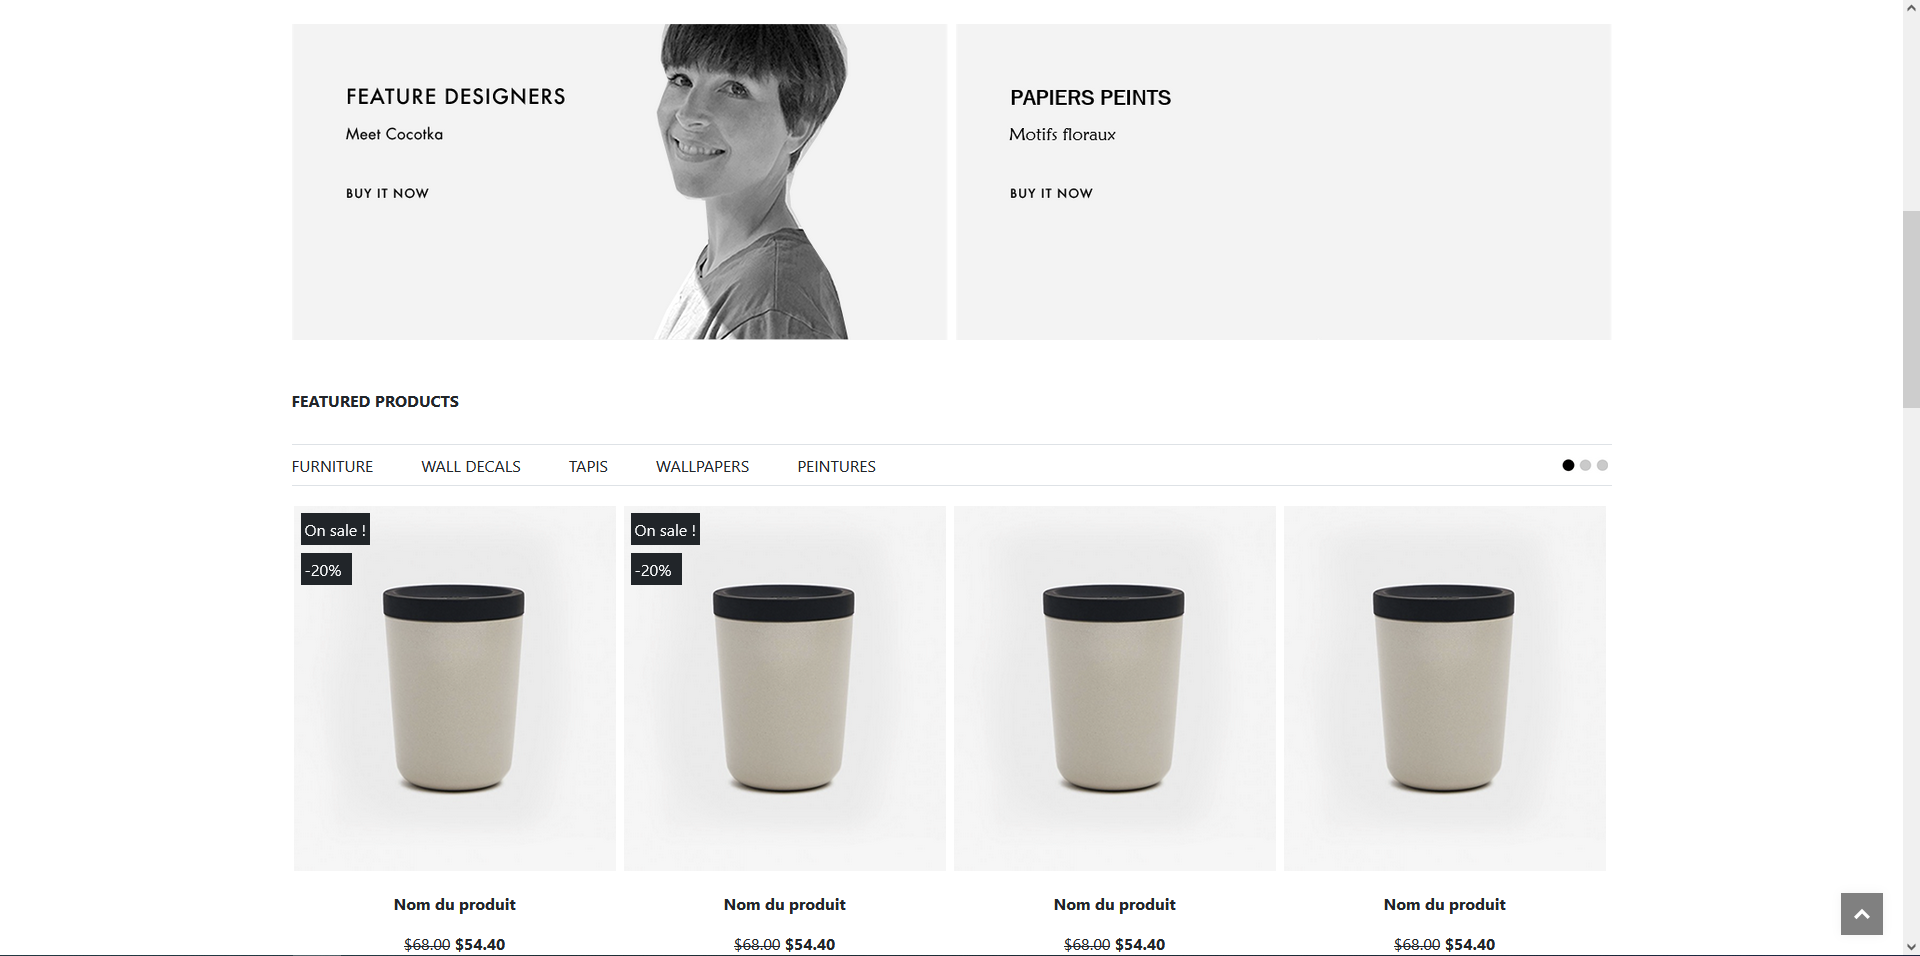 FEATURE DESIGNERS
Meet Cocotka
BUY IT NOW
PAPIERS PEINTS
Motifs floraux
BUY IT NOW
FEATURED PRODUCTS
FURNITURE WALL DECALS TAPIS WALLPAPERS PEINTURES
On sale !
-20%
On sale !
-20%
Nom du produit
$68.00 $54.40
Nom du produit
$68.00 $54.40
Nom du produit
$68.00 $54.40
Nom du produit
$68.00 $54.40